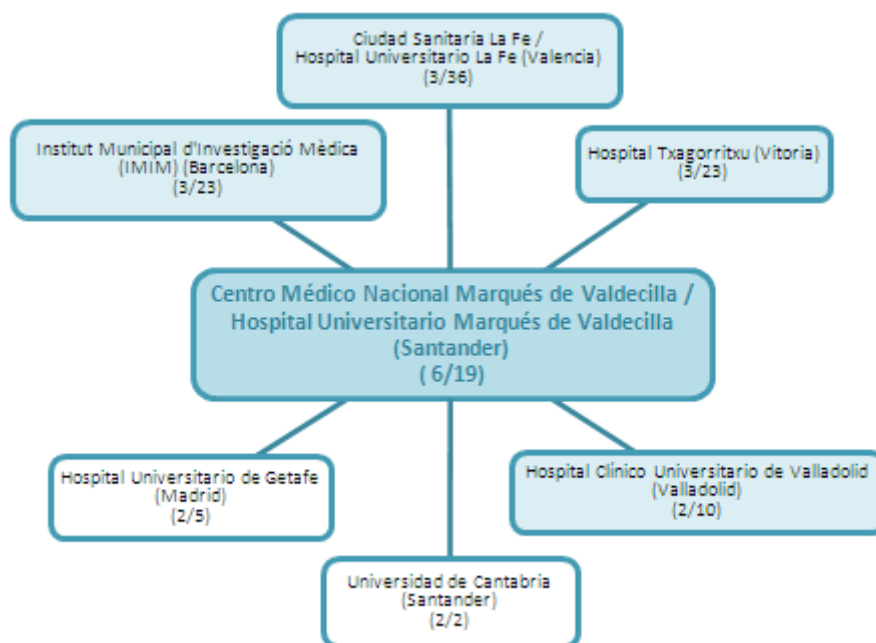 Ciudad Sanitaria La Fe /
Hospital Universitario La Fe (Valencia)
(3/36)
Institut Municipal d'Investigació Mèdica
(IMIM) (Barcelona)
(3/23)
Hospital Txagorritxu (Vitoria)
(3/23)
Centro Médico Nacional Marqués de Valdecilla /
Hospital Universitario Marqués de Valdecilla
(Santander)
( 6/19)
Hospital Universitario de Getafe
(Madrid)
(2/5)
Hospital Clínico Universitario de Valladolid
(Valladolid)
(2/10)
Universidad de Cantabria
(Santander)
(2/2)